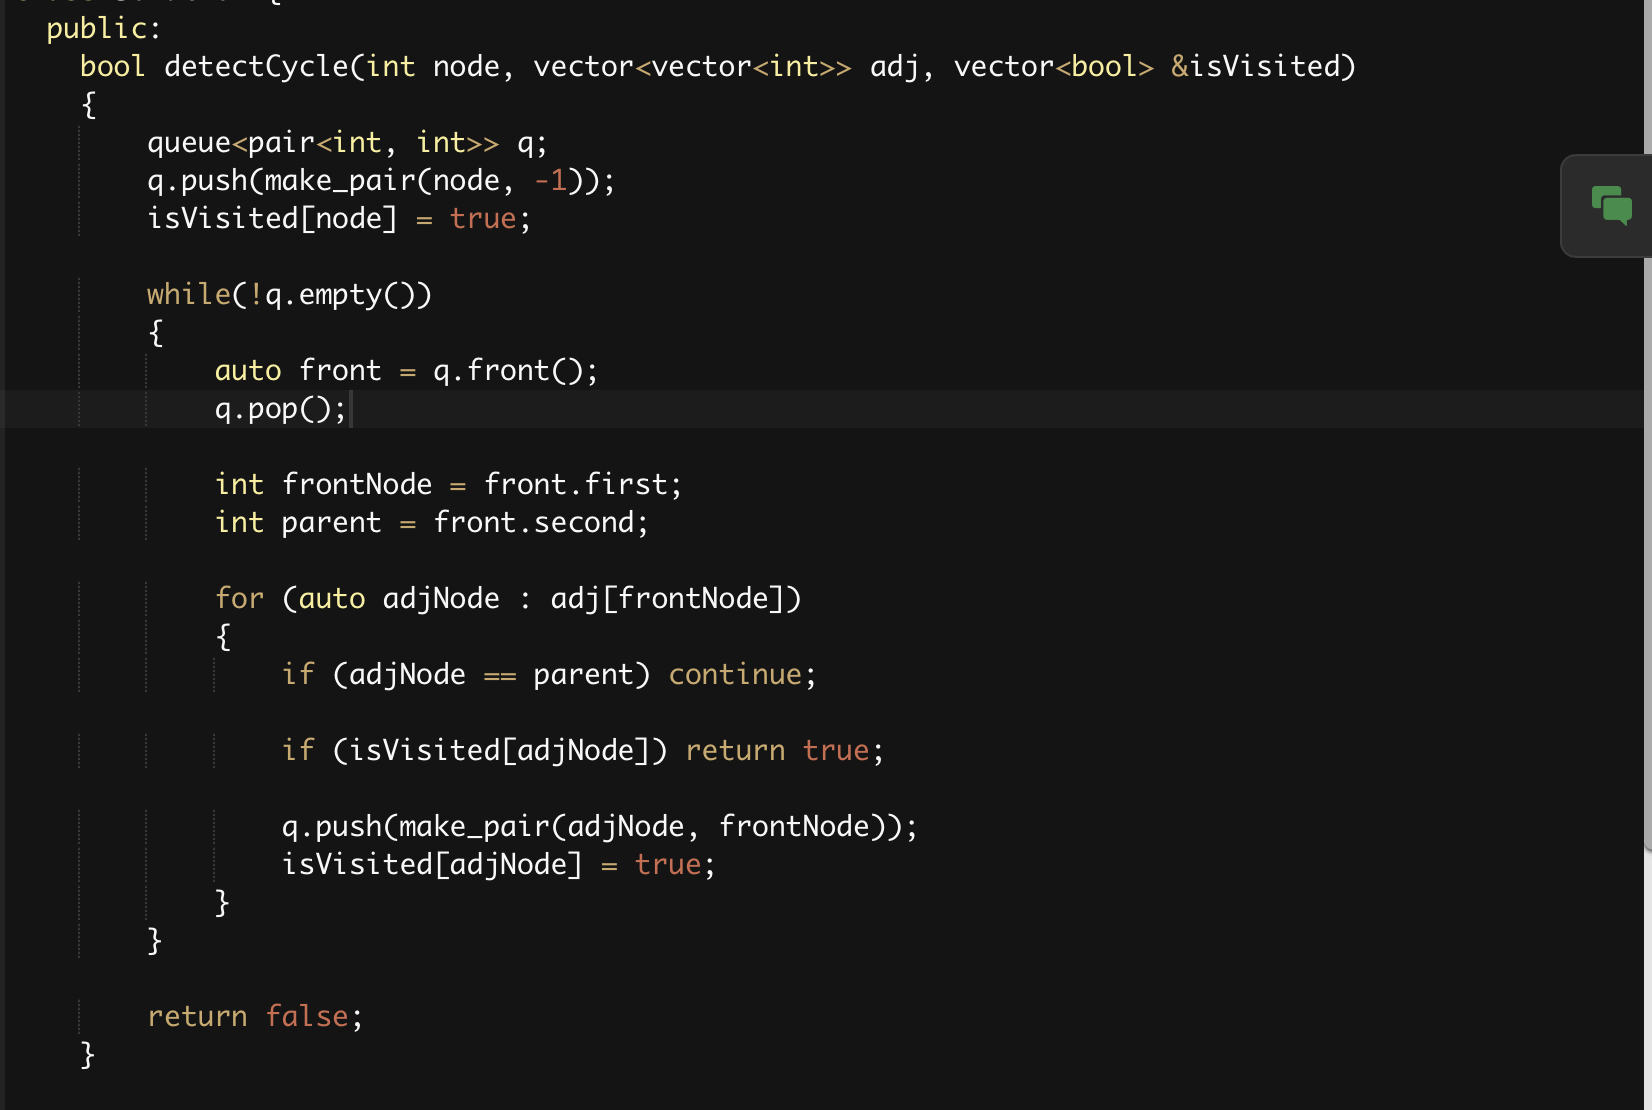 public:
bool detectCycle(int node, vector<vector<int>> adj, vector<bool> &isVisited)
{
queue<pair<int, int>> q;
q.push(make_pair(node, -1));
isVisited[node] = true;
while(!q.empty())
{
auto front = q.front();
q.pop();
int frontNode = front.first;
int parent = front.second;
for (auto adjNode : adj[frontNode])
{
if (adjNode == parent) continue;
if (isVisited[adjNode]) return true;
q.push(make_pair(adjNode, frontNode));
isVisited[adjNode] = true;
}
}
return false;
}